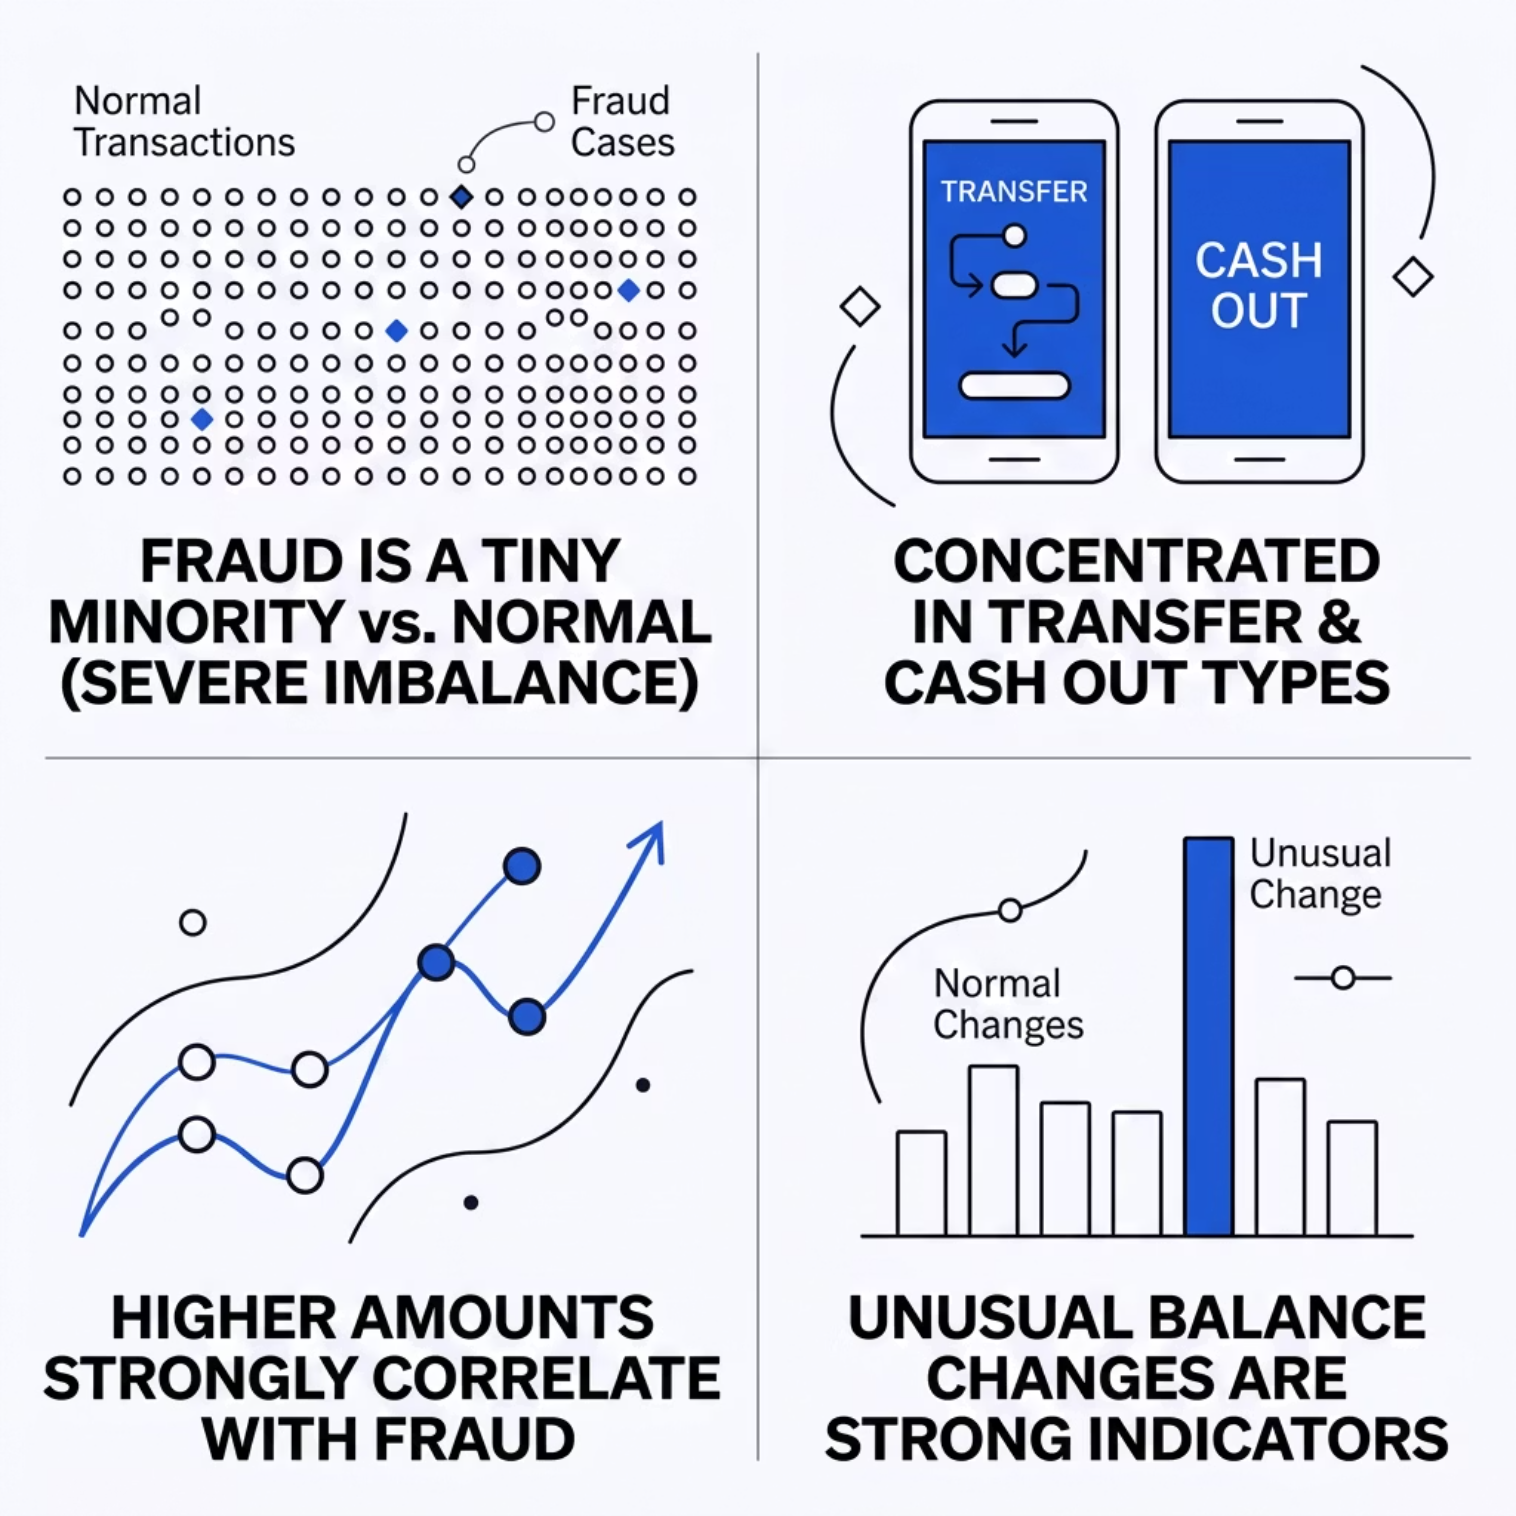 Normal
Transactions
Fraud
Cases
FRAUD IS A TINY
MINORITY vs. NORMAL
(SEVERE IMBALANCE)
TRANSFER
CASH
OUT
CONCENTRATED
IN TRANSFER &
CASH OUT TYPES
HIGHER AMOUNTS
STRONGLY CORRELATE
WITH FRAUD
Unusual
Change
Normal
Changes
UNUSUAL BALANCE
CHANGES ARE
STRONG INDICATORS